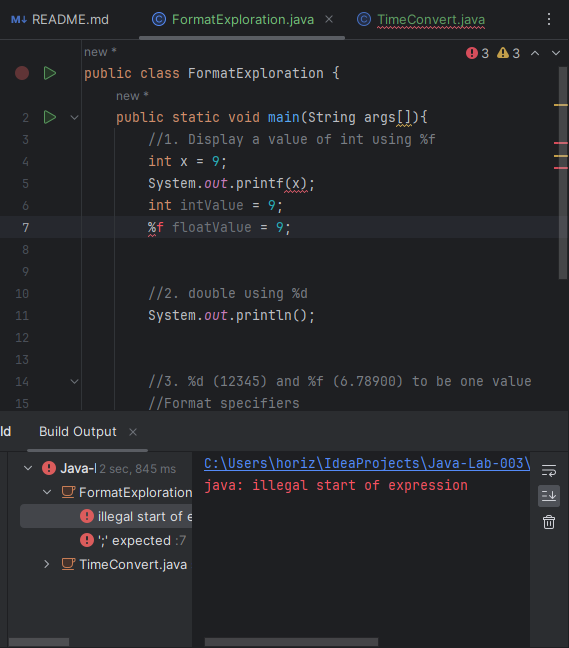 M↓ README.md FormatExploration.java × TimeConvert.java
new *
3 3
public class FormatExploration {
new *
2 public static void main(String args[]){
3 //1. Display a value of int using %f
4 int x = 9;
5 System.out.printf(x);
6 int intValue = 9;
7 %f floatValue = 9;
8
9
10 //2. double using %d
11 System.out.println();
12
13
14 //3. %d (12345) and %f (6.78900) to be one value
15 //Format specifiers
ld Build Output ×
Java-l 2 sec, 845 ms C:\Users\horiz\IdeaProjects\Java-Lab-003\
FormatExploration java: illegal start of expression
illegal start of e
';' expected :7
TimeConvert.java